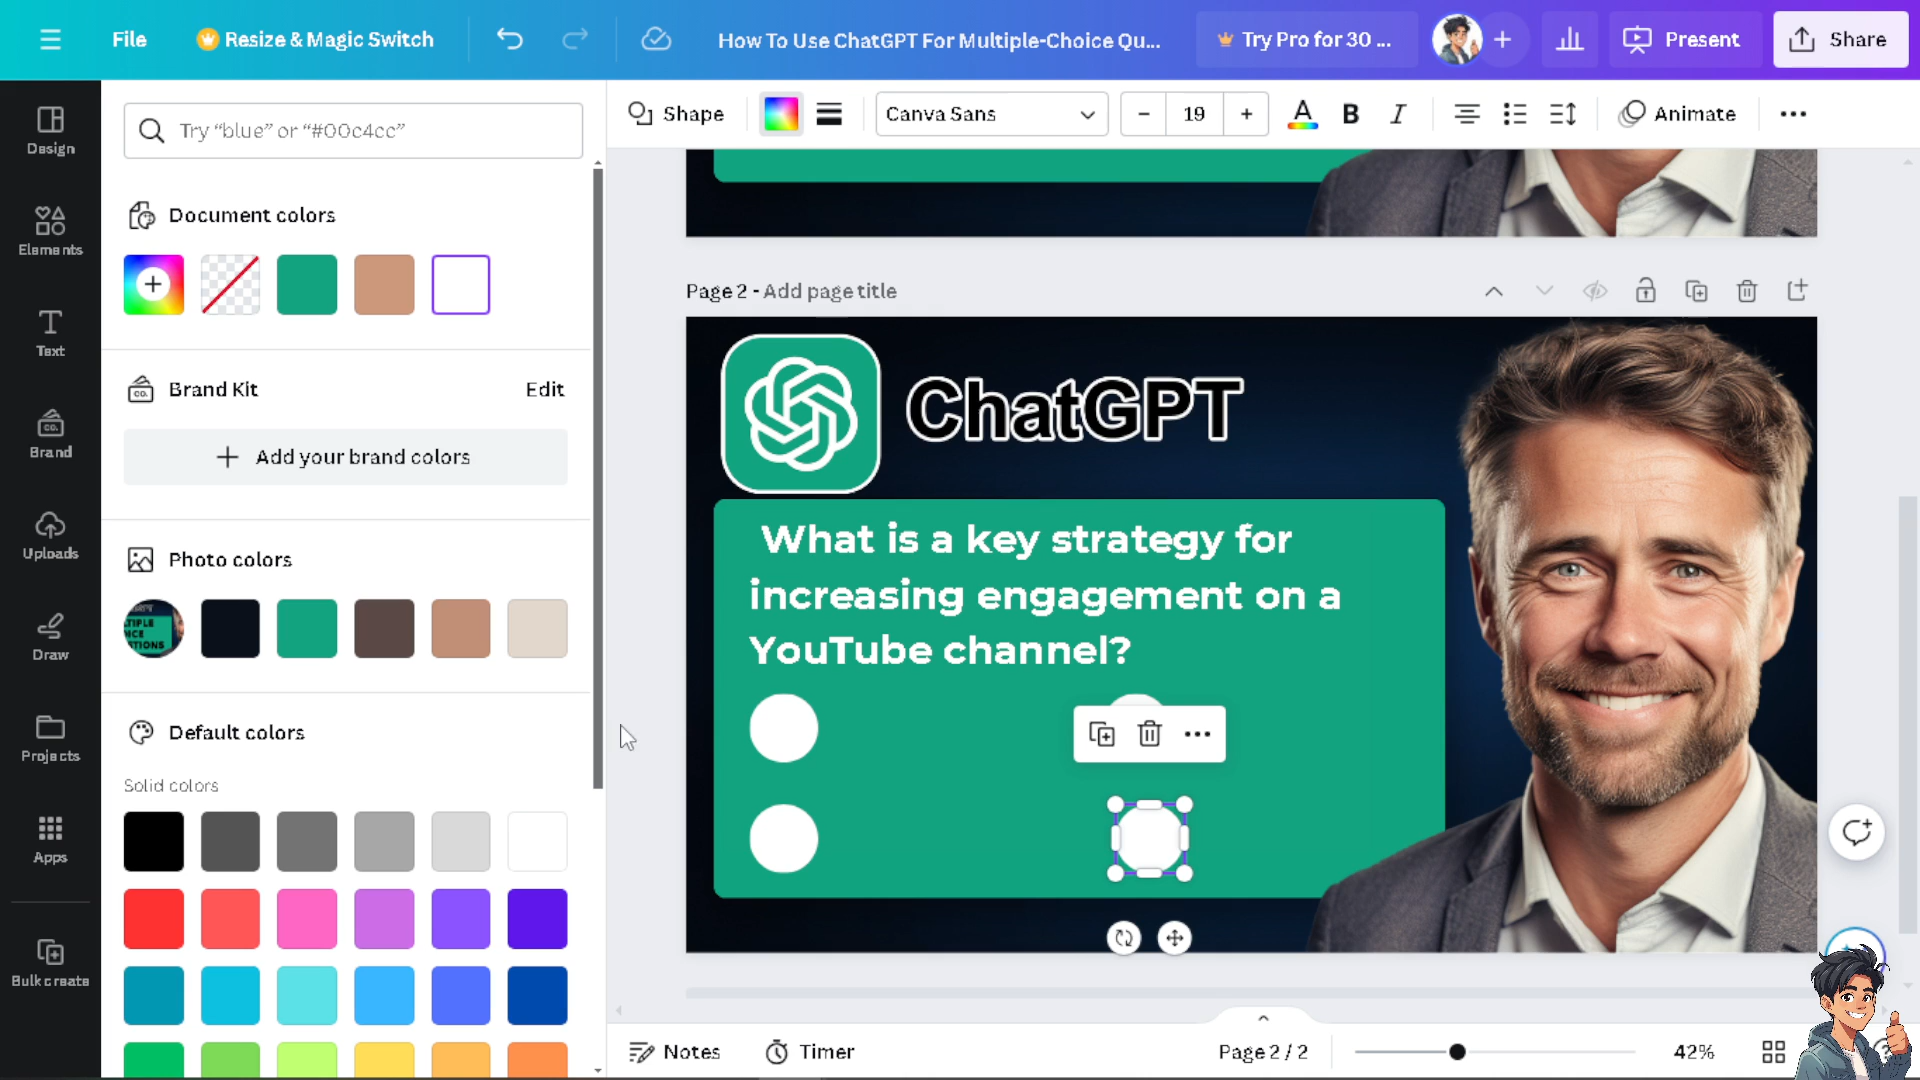 File
Resize & Magic Switch
How To Use ChatGPT For Multiple-Choice Qu...
Try Pro for 30 ...
Present
Share
Design
Elements
Text
Brand
CO.
Uploads
Draw
Projects
Apps
Bulk create
Try “blue” or “#00c4cc”
Document colors
CO.
Brand Kit
Edit
Add your brand colors
Photo colors
Default colors
Solid colors
Shape
Canva Sans
19
A
B
I
Animate
Page 2 - Add page title
ChatGPT
What is a key strategy for
increasing engagement on a
YouTube channel?
Notes
Timer
Page 2 / 2
42%